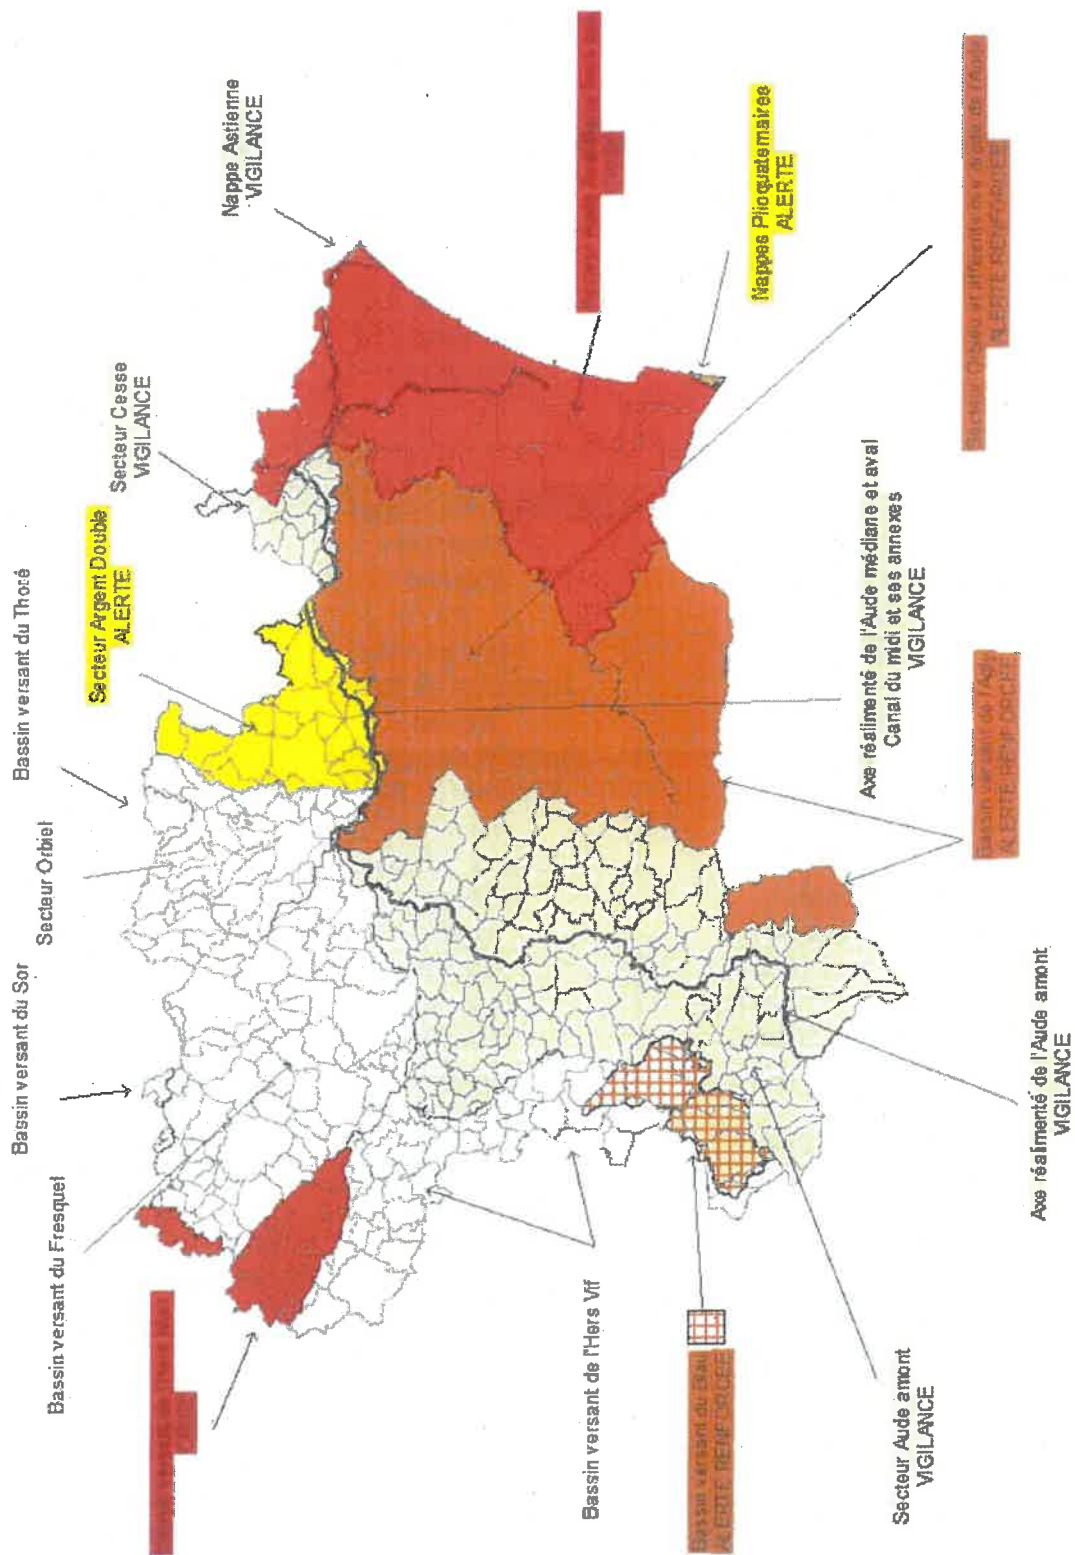 Bassin versant du Thoré
Secteur Orbiel
Bassin versant du Sor
Bassin versant du Fresquel
Secteur Argent Double
ALERTE
Secteur Cesse
VIGILANCE
Nappe Astienne
VIGILANCE
Nappes Plioquaternaires
ALERTE
Secteur Orbieu et affluents rive droite de l'Aude
ALERTE RENFORCEE
Axe réalimenté de l'Aude médiane et aval
Canal du midi et ses annexes
VIGILANCE
Bassin versant de l'Agly
ALERTE RENFORCEE
Axe réalimenté de l'Aude amont
VIGILANCE
Secteur Aude amont
VIGILANCE
Bassin versant du Blau
ALERTE RENFORCEE
Bassin versant de l'Hers Vif